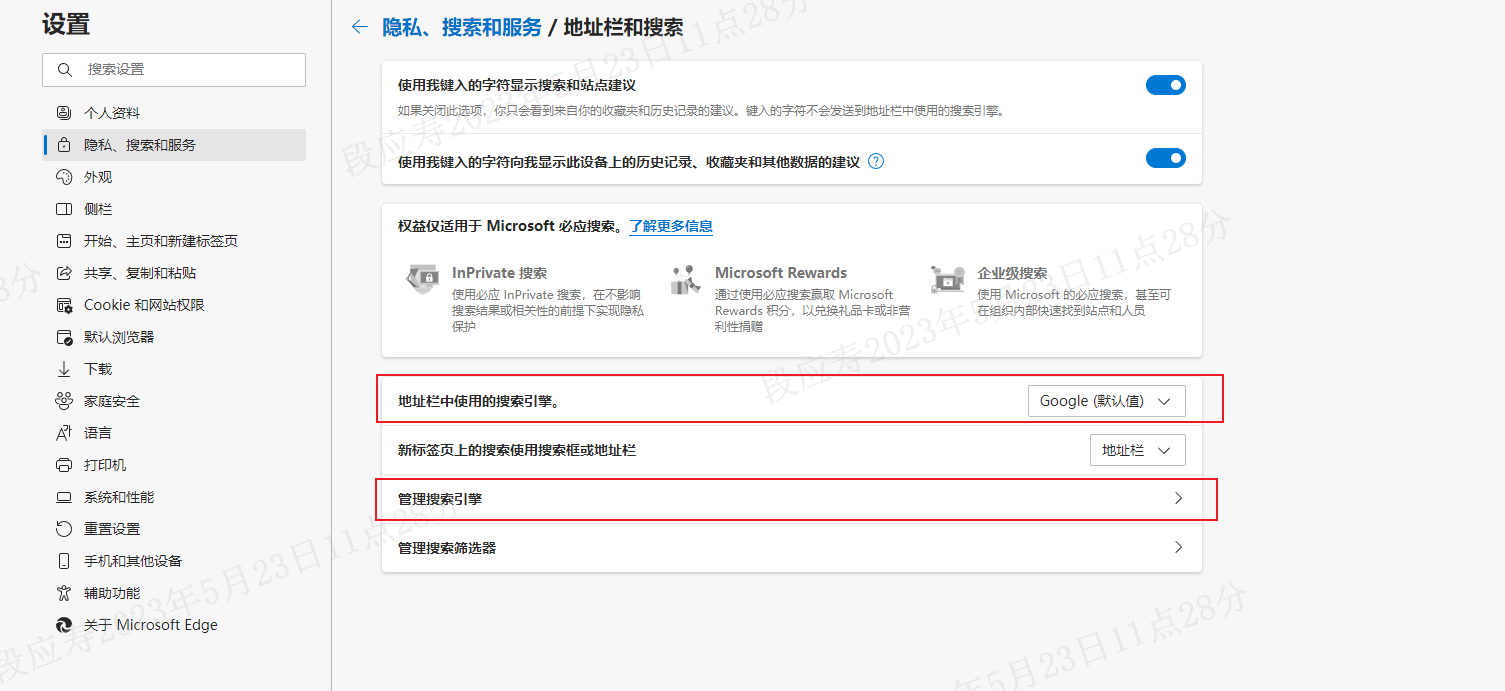 设置
搜索设置
个人资料
隐私、搜索和服务
外观
侧栏
开始、主页和新建标签页
共享、复制和粘贴
Cookie 和网站权限
默认浏览器
下载
家庭安全
语言
打印机
系统和性能
重置设置
手机和其他设备
辅助功能
关于 Microsoft Edge
隐私、搜索和服务 / 地址栏和搜索
使用我键入的字符显示搜索和站点建议
如果关闭此选项，你只会看到来自你的收藏夹和历史记录的建议。键入的字符不会发送到地址栏中使用的搜索引擎。
使用我键入的字符向我显示此设备上的历史记录、收藏夹和其他数据的建议
权益仅适用于 Microsoft 必应搜索。了解更多信息
InPrivate 搜索
使用必应 InPrivate 搜索，在不影响
搜索结果或相关性的前提下实现隐私
保护
Microsoft Rewards
通过使用必应搜索赢取 Microsoft
Rewards 积分，以兑换礼品卡或非营
利性捐赠
企业级搜索
使用 Microsoft 的必应搜索，甚至可
在组织内部快速找到站点和人员
地址栏中使用的搜索引擎。
Google (默认值)
新标签页上的搜索使用搜索框或地址栏
地址栏
管理搜索引擎
管理搜索筛选器
段应寿2023年5月23日11点28分
段应寿2023年5月23日11点28分
段应寿2023年5月23日11点28分
年5月23日11点28分
8分